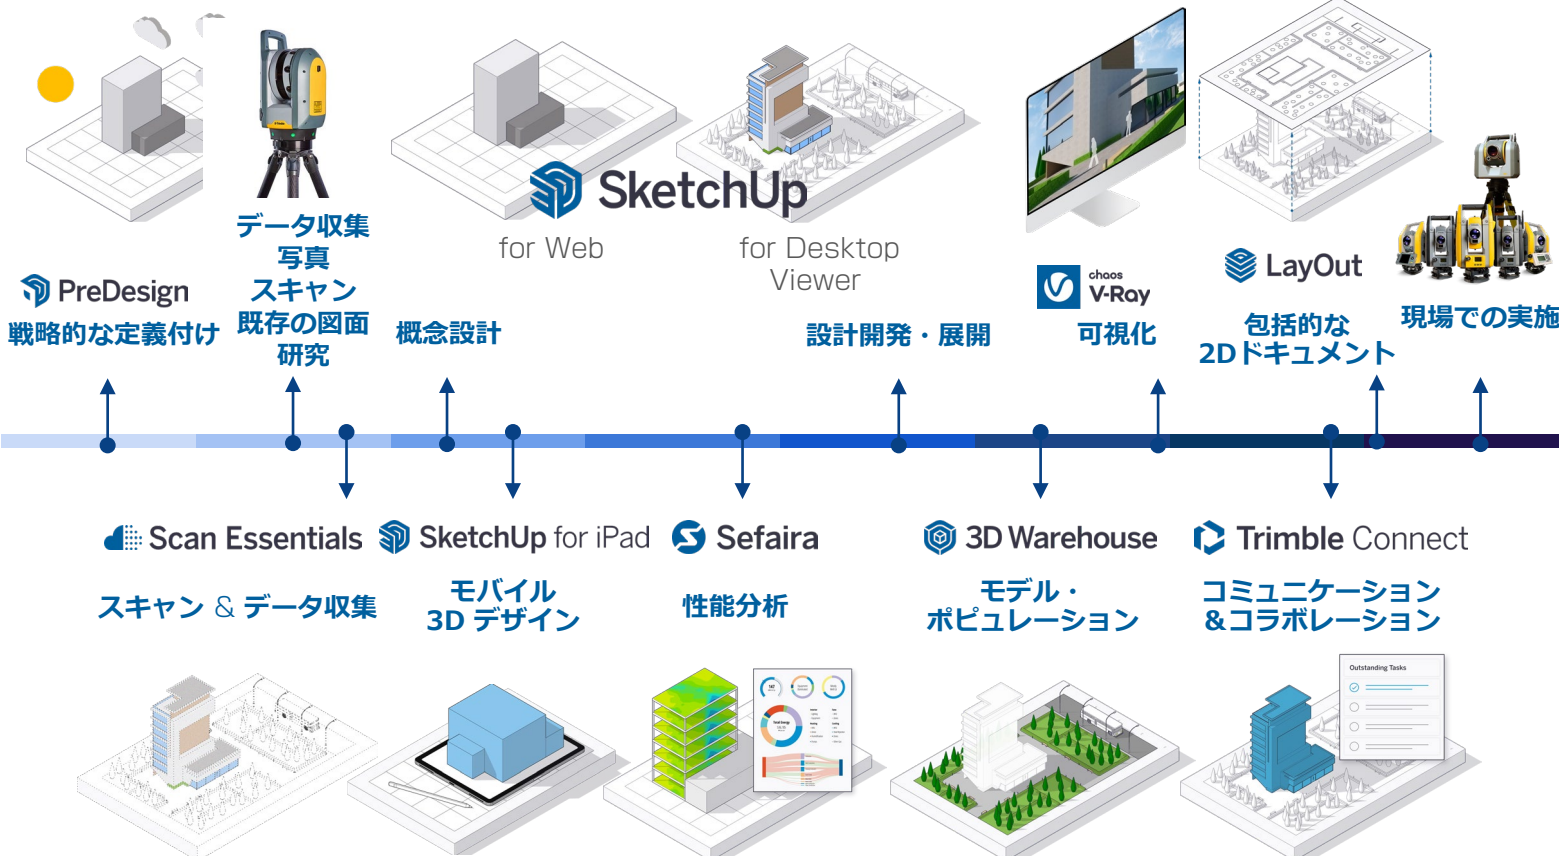 データ収集
写真
スキャン
既存の図面
研究
PreDesign
戦略的な定義付け
SketchUp
for Web
for Desktop
Viewer
概念設計
設計開発・展開
chaos
V-Ray
可視化
LayOut
包括的な
2Dドキュメント
現場での実施
Scan Essentials
スキャン & データ収集
SketchUp for iPad
モバイル
3D デザイン
Sefaira
性能分析
3D Warehouse
モデル・
ポピュレーション
Trimble Connect
コミュニケーション
&コラボレーション
Total Energy
Outstanding Tasks